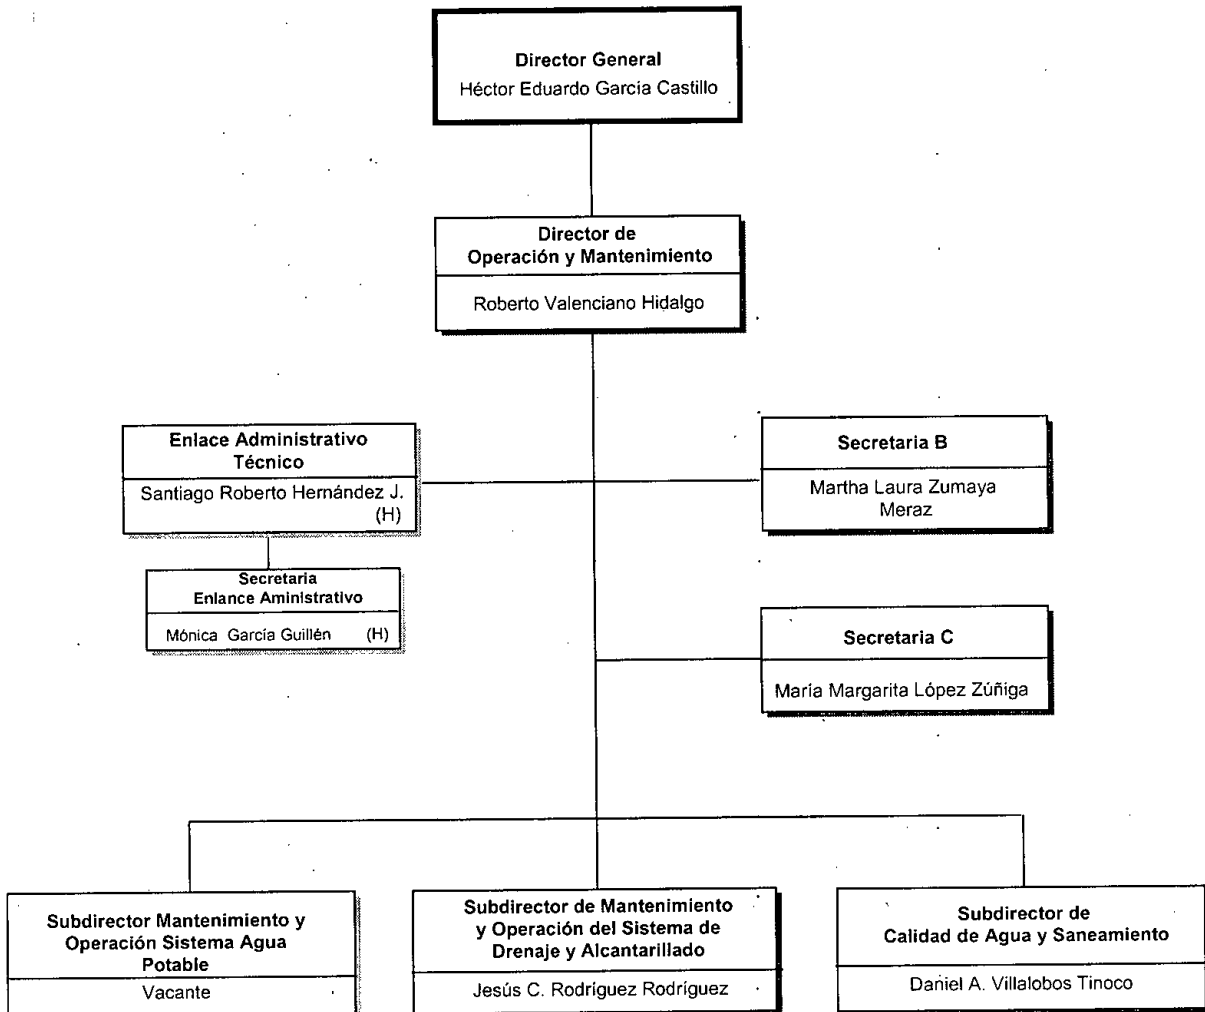 Director General
Héctor Eduardo García Castillo
Director de
Operación y Mantenimiento
Roberto Valenciano Hidalgo
Enlace Administrativo
Técnico
Santiago Roberto Hernández J.
(H)
Secretaria B
Martha Laura Zumaya
Meraz
Secretaria
Enlance Aministrativo
Mónica García Guillén (H)
Secretaria C
María Margarita López Zúñiga
Subdirector Mantenimiento y
Operación Sistema Agua
Potable
Vacante
Subdirector de Mantenimiento
y Operación del Sistema de
Drenaje y Alcantarillado
Jesús C. Rodríguez Rodríguez
Subdirector de
Calidad de Agua y Saneamiento
Daniel A. Villalobos Tinoco